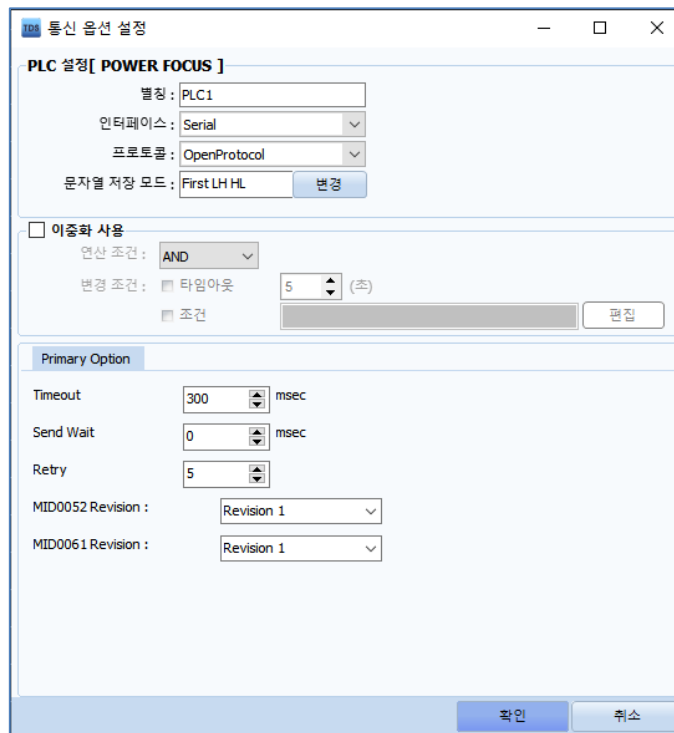 TDS 통신 옵션 설정
PLC 설정[ POWER FOCUS ]
별칭 : PLC1
인터페이스 : Serial
프로토콜 : OpenProtocol
문자열 저장 모드 : First LH HL 변경
이중화 사용
연산 조건 : AND
변경 조건 : 타임아웃 5 (초)
조건 편집
Primary Option
Timeout 300 msec
Send Wait 0 msec
Retry 5
MID0052 Revision : Revision 1
MID0061 Revision : Revision 1
확인 취소